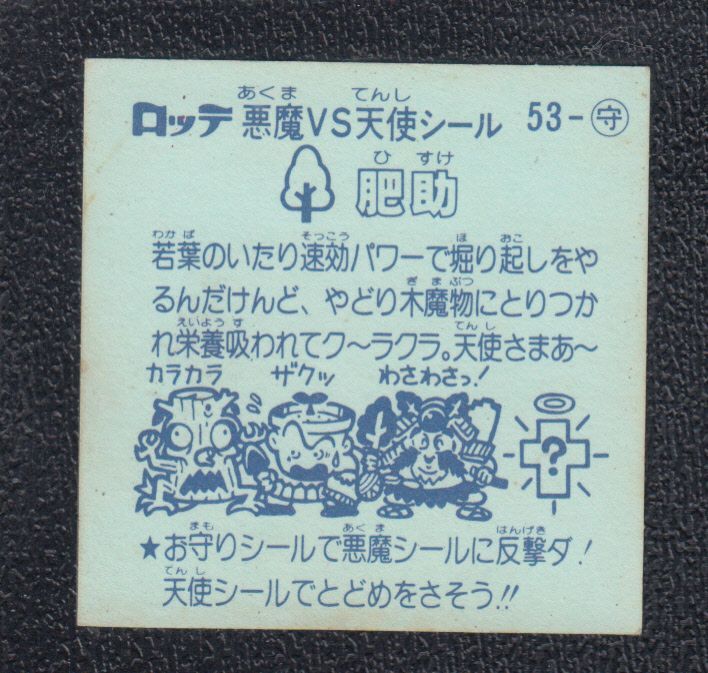 ロッテ 悪魔VS天使シール 53-守
あくま てんし
肥助
ひ すけ
若葉のいたり速効パワーで堀り起しをや
わかば そっこう ほ おこ
るんだけんど、やどり木魔物にとりつか
ぎ まぶつ
れ栄養吸われてク〜ラクラ。天使さまあ〜
えいよう す てんし
カラカラ ザクッ わさわさっ!
?
★お守りシールで悪魔シールに反撃ダ!
まも あくま はんげき
天使シールでとどめをさそう!!
てんし